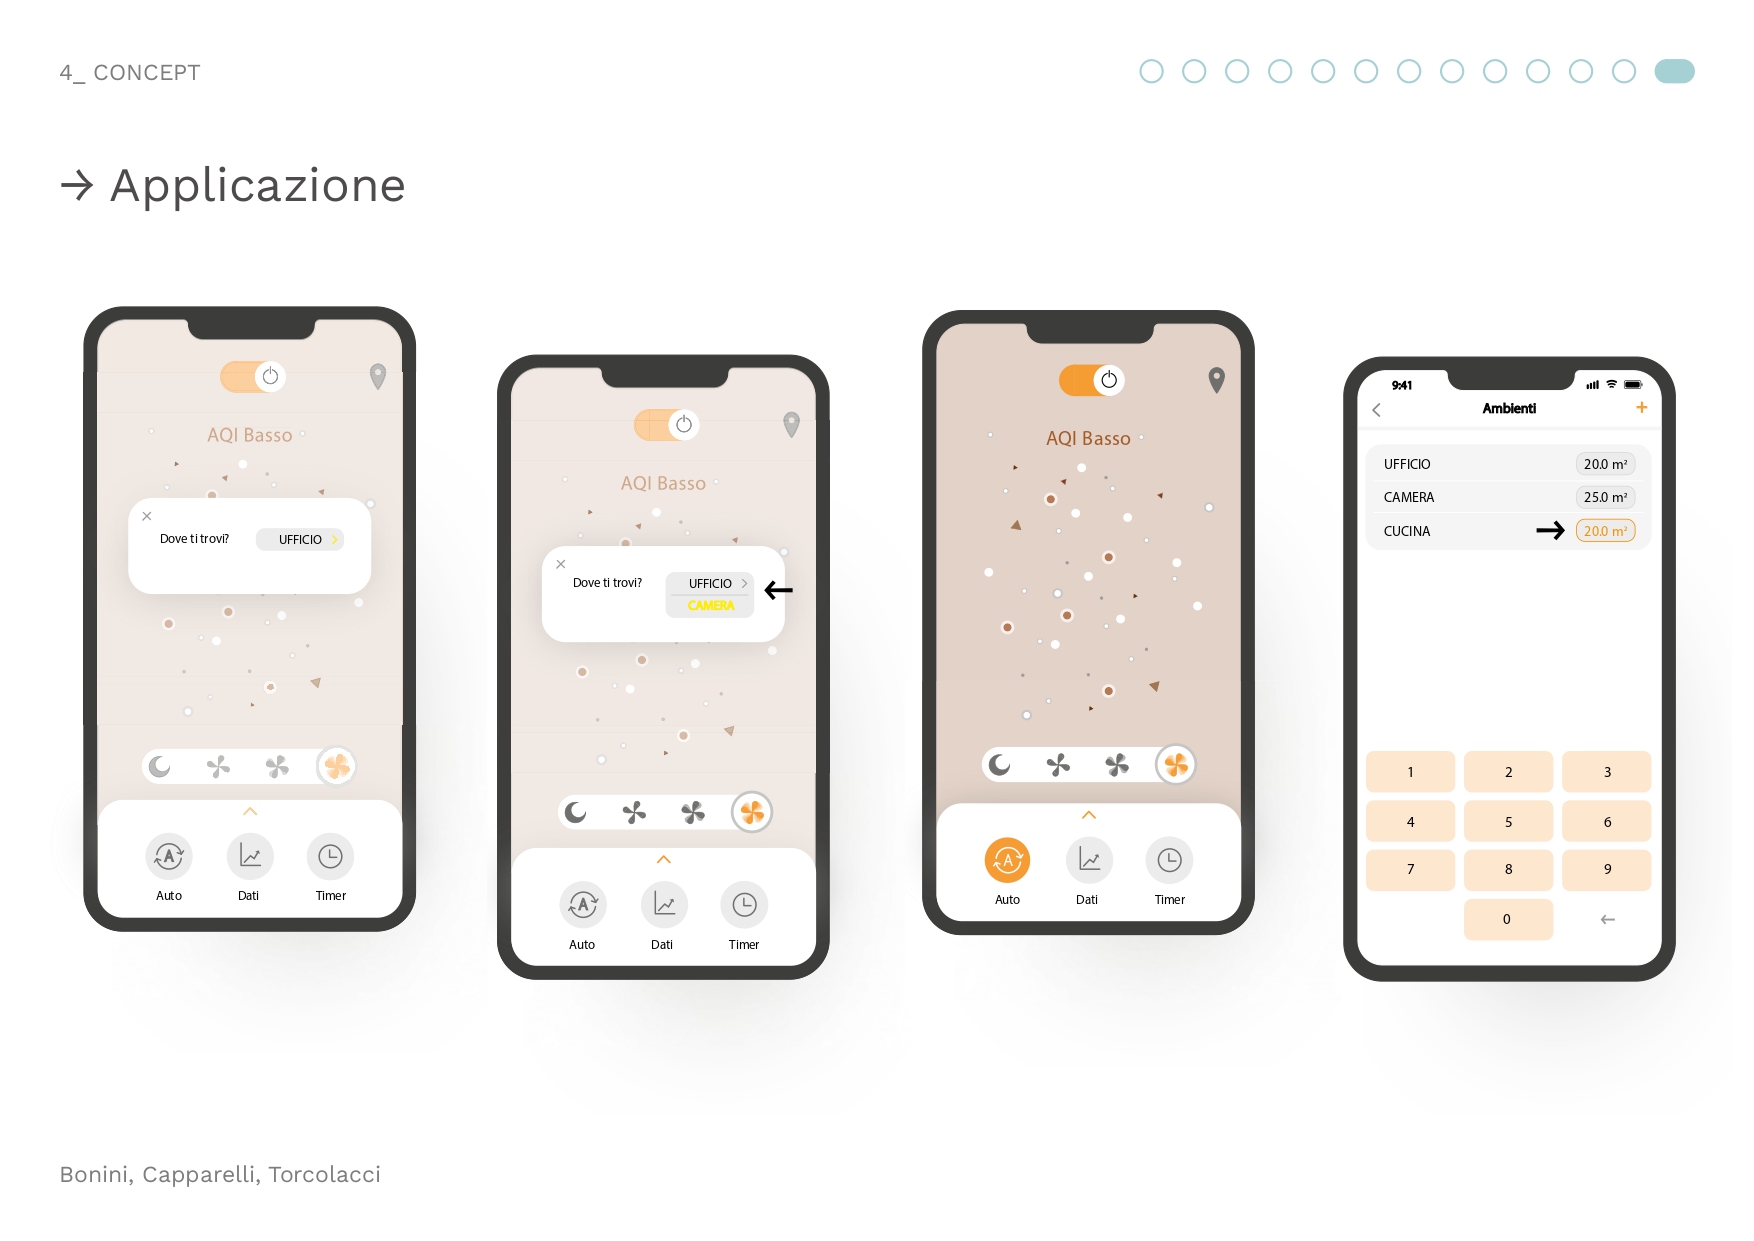 4_ CONCEPT
→ Applicazione
AQI Basso
Dove ti trovi?
UFFICIO
A
Auto
Dati
Timer
AQI Basso
Dove ti trovi?
UFFICIO
CAMERA
A
Auto
Dati
Timer
AQI Basso
A
Auto
Dati
Timer
9:41
Ambienti
+
UFFICIO 20.0 m²
CAMERA 25.0 m²
CUCINA → 20.0 m²
1 2 3
4 5 6
7 8 9
0 ←
Bonini, Capparelli, Torcolacci